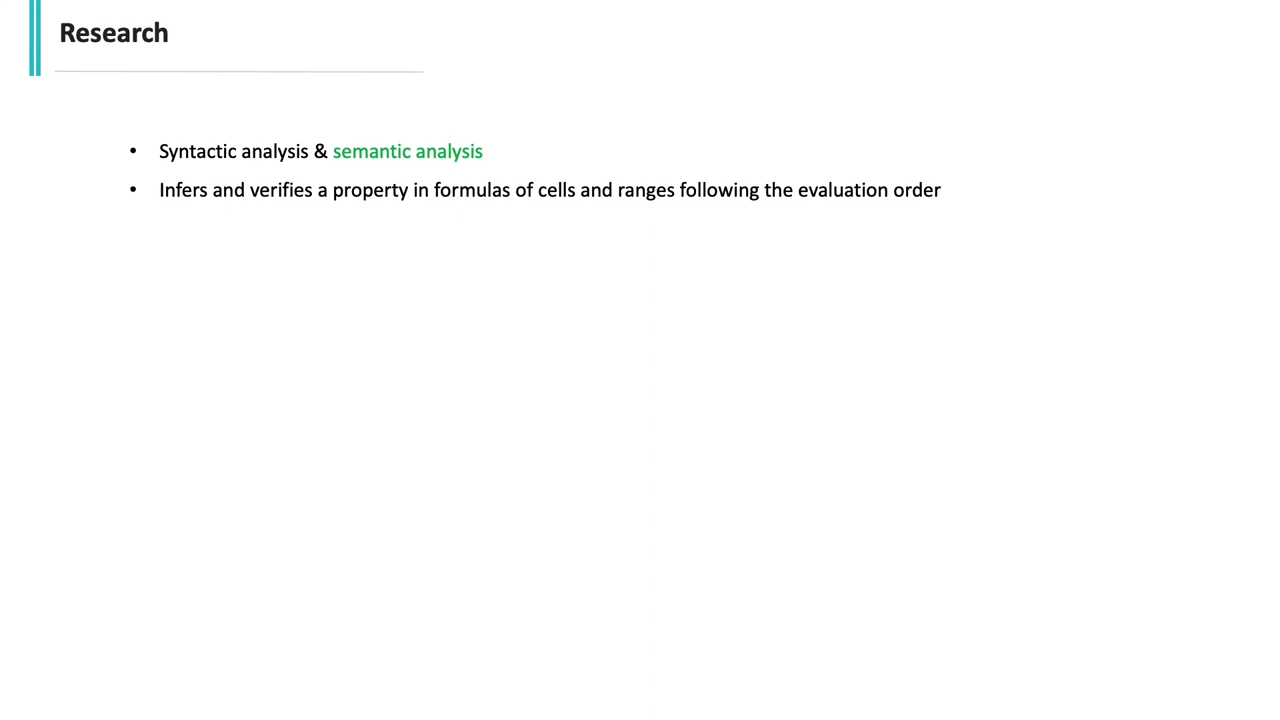 Research
• Syntactic analysis & semantic analysis
• Infers and verifies a property in formulas of cells and ranges following the evaluation order